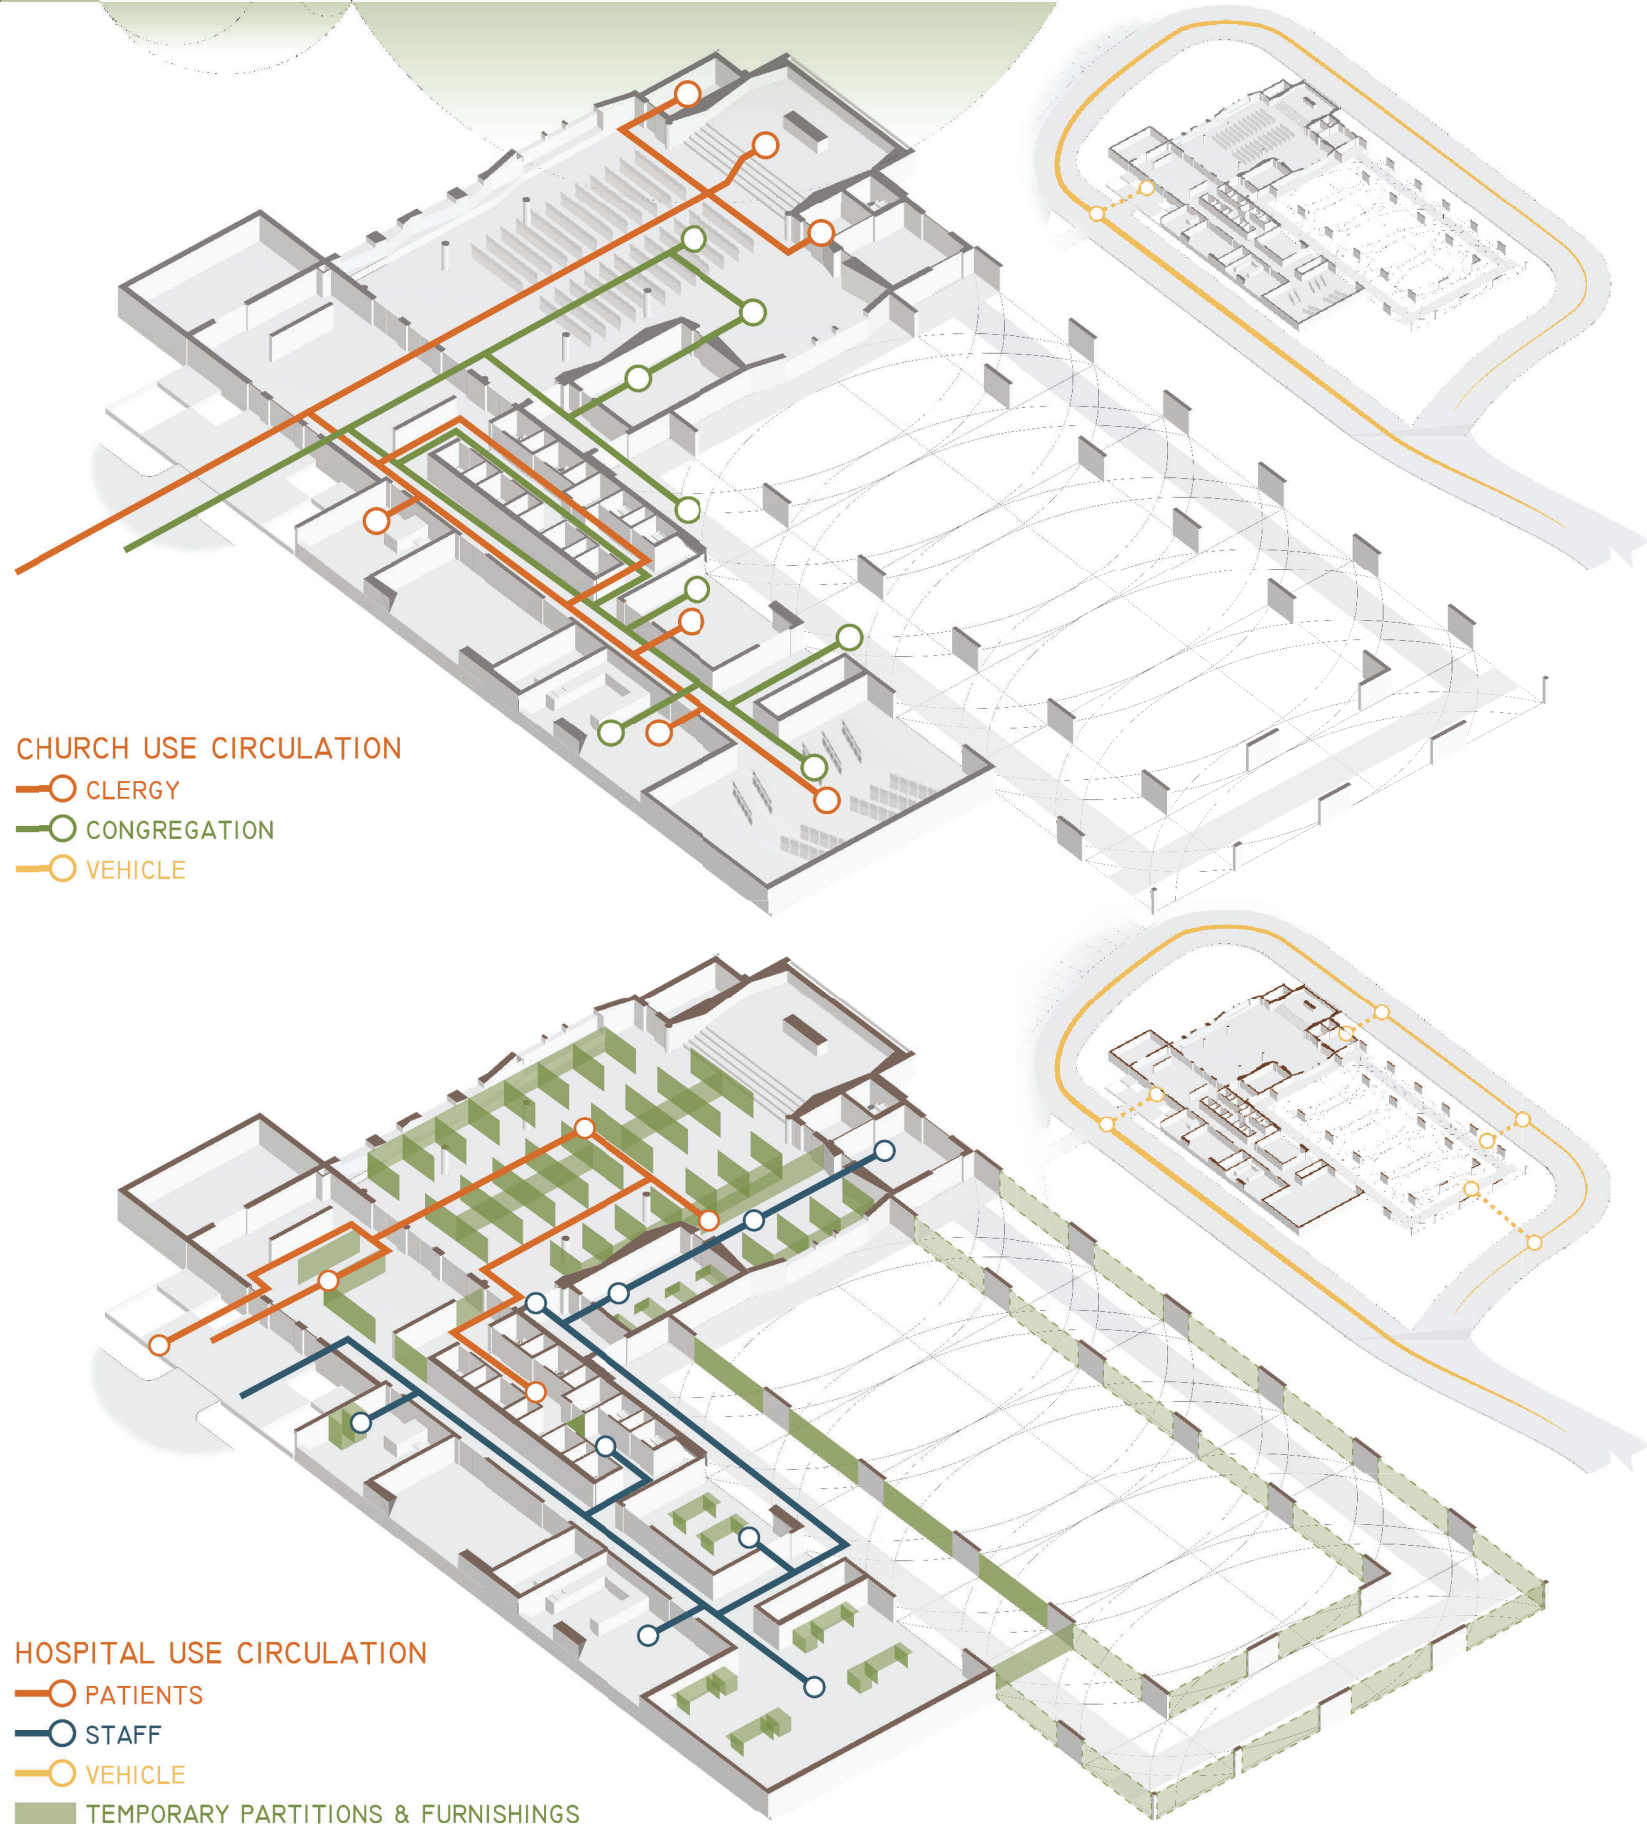 CHURCH USE CIRCULATION
CLERGY
CONGREGATION
VEHICLE
HOSPITAL USE CIRCULATION
PATIENTS
STAFF
VEHICLE
TEMPORARY PARTITIONS & FURNISHINGS